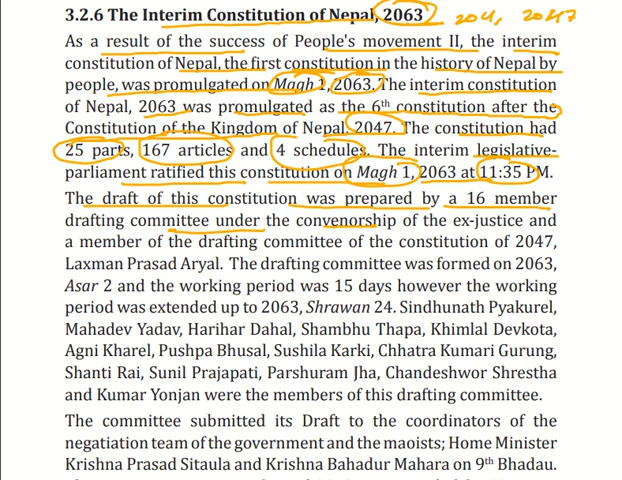 3.2.6 The Interim Constitution of Nepal, 2063
As a result of the success of People's movement II, the interim
constitution of Nepal, the first constitution in the history of Nepal by
people, was promulgated on Magh 1, 2063. The interim constitution
of Nepal, 2063 was promulgated as the 6th constitution after the
Constitution of the Kingdom of Nepal, 2047. The constitution had
25 parts, 167 articles and 4 schedules. The interim legislative-
parliament ratified this constitution on Magh 1, 2063 at 11:35 PM.
The draft of this constitution was prepared by a 16 member
drafting committee under the convenorship of the ex-justice and
a member of the drafting committee of the constitution of 2047,
Laxman Prasad Aryal. The drafting committee was formed on 2063,
Asar 2 and the working period was 15 days however the working
period was extended up to 2063, Shrawan 24. Sindhunath Pyakurel,
Mahadev Yadav, Harihar Dahal, Shambhu Thapa, Khimlal Devkota,
Agni Kharel, Pushpa Bhusal, Sushila Karki, Chhatra Kumari Gurung,
Shanti Rai, Sunil Prajapati, Parshuram Jha, Chandeshwor Shrestha
and Kumar Yonjan were the members of this drafting committee.
The committee submitted its Draft to the coordinators of the
negatiation team of the government and the maoists; Home Minister
Krishna Prasad Sitaula and Krishna Bahadur Mahara on 9th Bhadau.